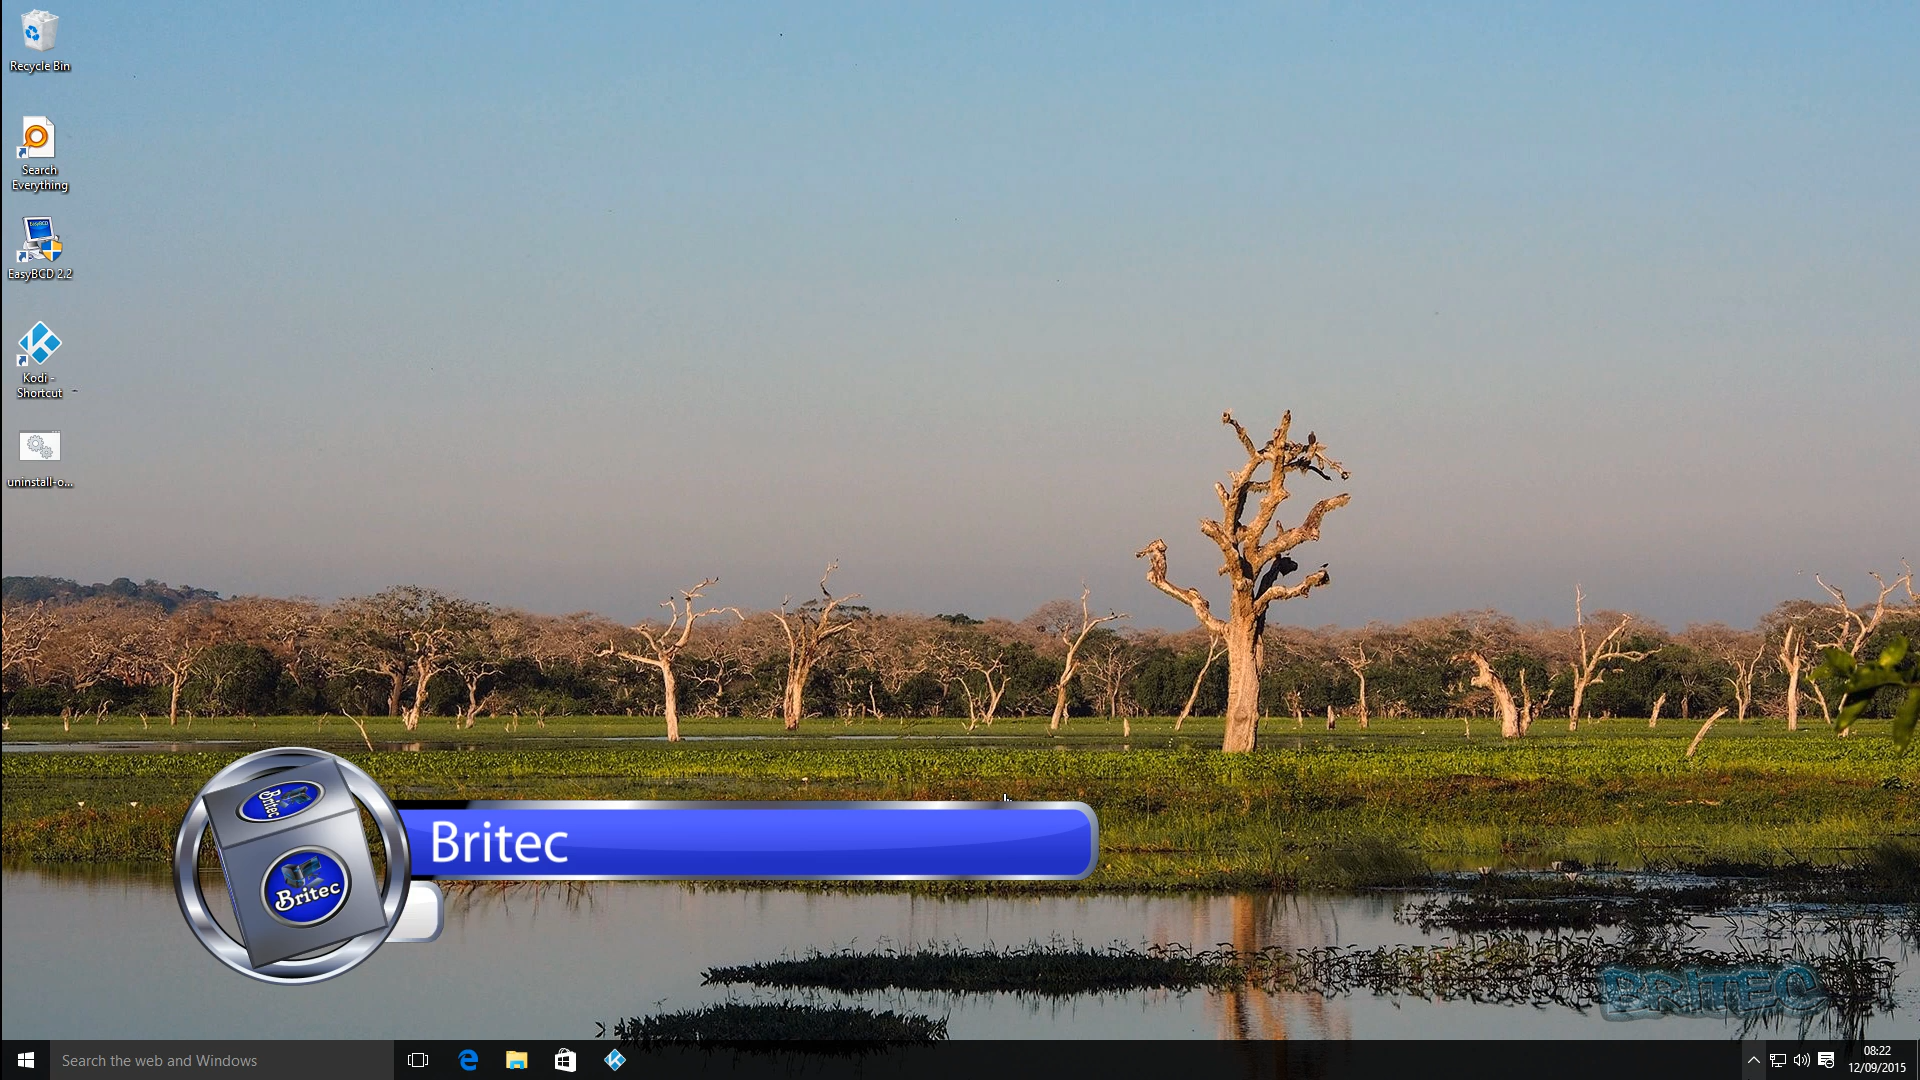 Recycle Bin
Search
Everything
EasyBCD 2.2
Kodi -
Shortcut
uninstall-o...
Britec
Britec
Britec
BRITEC
Search the web and Windows
08:22
12/09/2015